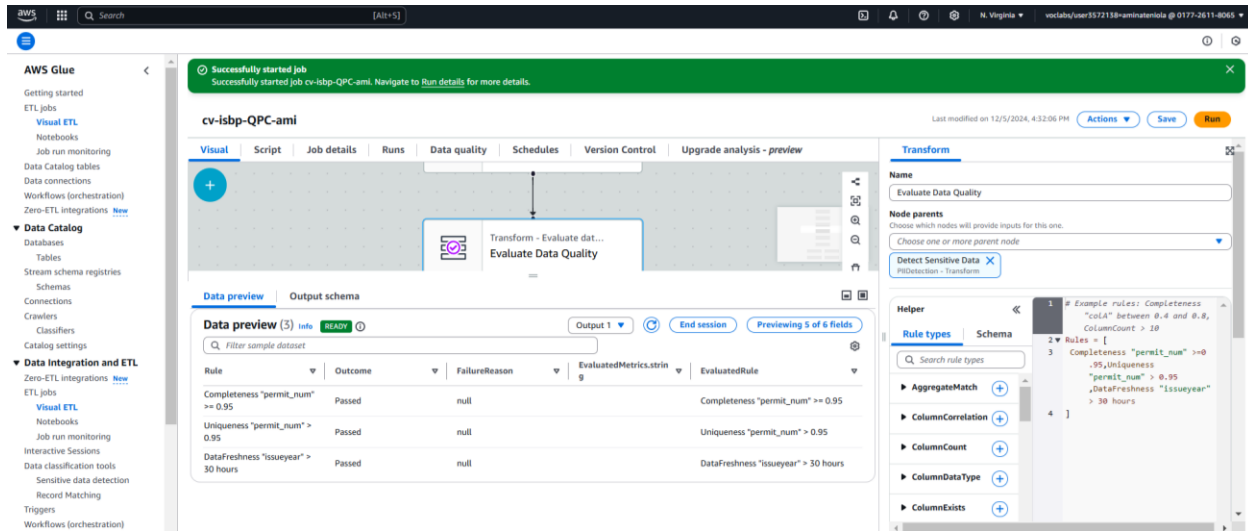 aws
Search
[Alt+S]
N. Virginia
voclabs/user3572138=aminateniola @ 0177-2611-8065
AWS Glue
Getting started
ETL jobs
Visual ETL
Notebooks
Job run monitoring
Data Catalog tables
Data connections
Workflows (orchestration)
Zero-ETL integrations New
Data Catalog
Databases
Tables
Stream schema registries
Schemas
Connections
Crawlers
Classifiers
Catalog settings
Data Integration and ETL
Zero-ETL integrations New
ETL jobs
Visual ETL
Notebooks
Job run monitoring
Interactive Sessions
Data classification tools
Sensitive data detection
Record Matching
Triggers
Workflows (orchestration)
Successfully started job
Successfully started job cv-isbp-QPC-ami. Navigate to Run details for more details.
cv-isbp-QPC-ami
Last modified on 12/5/2024, 4:32:06 PM
Actions
Save
Run
Visual
Script
Job details
Runs
Data quality
Schedules
Version Control
Upgrade analysis - preview
Transform - Evaluate dat...
Evaluate Data Quality
Data preview
Output schema
Data preview (3) Info READY
Output 1
End session
Previewing 5 of 6 fields
Filter sample dataset
Rule
Outcome
FailureReason
EvaluatedMetrics.strin
g
EvaluatedRule
Completeness "permit_num"
>= 0.95
Passed
null
Completeness "permit_num" >= 0.95
Uniqueness "permit_num" >
0.95
Passed
null
Uniqueness "permit_num" > 0.95
DataFreshness "issueyear" >
30 hours
Passed
null
DataFreshness "issueyear" > 30 hours
Transform
Name
Evaluate Data Quality
Node parents
Choose which nodes will provide inputs for this one.
Choose one or more parent node
Detect Sensitive Data
PIIDetection - Transform
Helper
Rule types
Schema
Search rule types
AggregateMatch
ColumnCorrelation
ColumnCount
ColumnDataType
ColumnExists
1 # Example rules: Completeness
"colA" between 0.4 and 0.8,
ColumnCount > 10
2 Rules = [
3 Completeness "permit_num" >=0
.95,Uniqueness
"permit_num" > 0.95
,DataFreshness "issueyear"
> 30 hours
4 ]